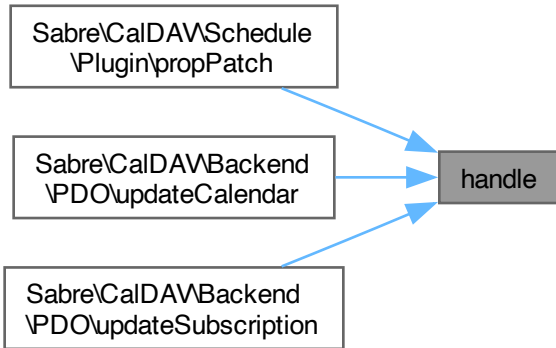 Sabre\CalDAV\Schedule
\Plugin\propPatch
Sabre\CalDAV\Backend
\PDO\updateCalendar
handle
Sabre\CalDAV\Backend
\PDO\updateSubscription